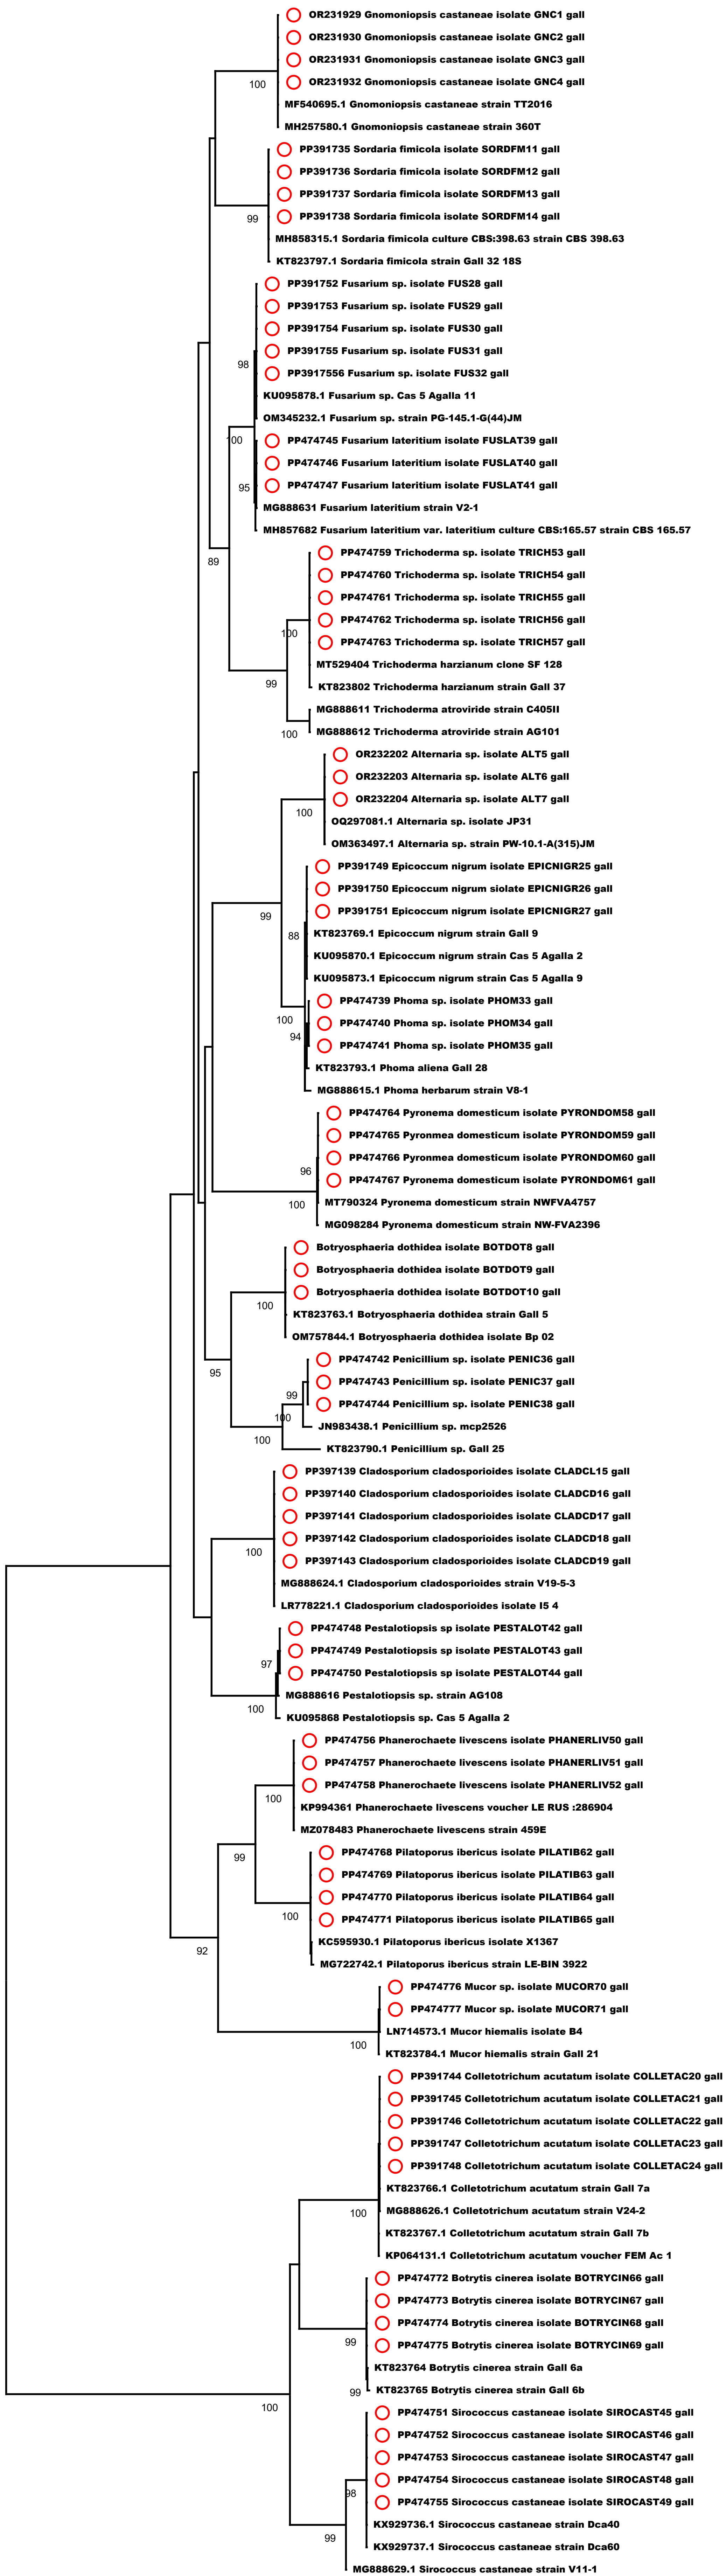 OR231929 Gnomoniopsis castaneae isolate GNC1 gall
OR231930 Gnomoniopsis castaneae isolate GNC2 gall
OR231931 Gnomoniopsis castaneae isolate GNC3 gall
OR231932 Gnomoniopsis castaneae isolate GNC4 gall
100
MF540695.1 Gnomoniopsis castaneae strain TT2016
MH257580.1 Gnomoniopsis castaneae strain 360T
PP391735 Sordaria fimicola isolate SORDFM11 gall
PP391736 Sordaria fimicola isolate SORDFM12 gall
PP391737 Sordaria fimicola isolate SORDFM13 gall
PP391738 Sordaria fimicola isolate SORDFM14 gall
99
MH858315.1 Sordaria fimicola culture CBS:398.63 strain CBS 398.63
KT823797.1 Sordaria fimicola strain Gall 32 18S
PP391752 Fusarium sp. isolate FUS28 gall
PP391753 Fusarium sp. isolate FUS29 gall
PP391754 Fusarium sp. isolate FUS30 gall
PP391755 Fusarium sp. isolate FUS31 gall
98
PP3917556 Fusarium sp. isolate FUS32 gall
KU095878.1 Fusarium sp. Cas 5 Agalla 11
OM345232.1 Fusarium sp. strain PG-145.1-G(44)JM
100
PP474745 Fusarium lateritium isolate FUSLAT39 gall
PP474746 Fusarium lateritium isolate FUSLAT40 gall
PP474747 Fusarium lateritium isolate FUSLAT41 gall
95
MG888631 Fusarium lateritium strain V2-1
MH857682 Fusarium lateritium var. lateritium culture CBS:165.57 strain CBS 165.57
89
PP474759 Trichoderma sp. isolate TRICH53 gall
PP474760 Trichoderma sp. isolate TRICH54 gall
PP474761 Trichoderma sp. isolate TRICH55 gall
PP474762 Trichoderma sp. isolate TRICH56 gall
100
PP474763 Trichoderma sp. isolate TRICH57 gall
MT529404 Trichoderma harzianum clone SF 128
99
KT823802 Trichoderma harzianum strain Gall 37
MG888611 Trichoderma atroviride strain C405II
MG888612 Trichoderma atroviride strain AG101
100
OR232202 Alternaria sp. isolate ALT5 gall
OR232203 Alternaria sp. isolate ALT6 gall
OR232204 Alternaria sp. isolate ALT7 gall
100
OQ297081.1 Alternaria sp. isolate JP31
OM363497.1 Alternaria sp. strain PW-10.1-A(315)JM
PP391749 Epicoccum nigrum isolate EPICNIGR25 gall
PP391750 Epicoccum nigrum siolate EPICNIGR26 gall
PP391751 Epicoccum nigrum isolate EPICNIGR27 gall
99
88
KT823769.1 Epicoccum nigrum strain Gall 9
KU095870.1 Epicoccum nigrum strain Cas 5 Agalla 2
KU095873.1 Epicoccum nigrum strain Cas 5 Agalla 9
PP474739 Phoma sp. isolate PHOM33 gall
100
PP474740 Phoma sp. isolate PHOM34 gall
94
PP474741 Phoma sp. isolate PHOM35 gall
KT823793.1 Phoma aliena Gall 28
MG888615.1 Phoma herbarum strain V8-1
PP474764 Pyronema domesticum isolate PYRONDOM58 gall
PP474765 Pyronmea domesticum isolate PYRONDOM59 gall
PP474766 Pyronmea domesticum isolate PYRONDOM60 gall
96
PP474767 Pyronema domesticum isolate PYRONDOM61 gall
MT790324 Pyronema domesticum strain NWFVA4757
100
MG098284 Pyronema domesticum strain NW-FVA2396
Botryosphaeria dothidea isolate BOTDOT8 gall
Botryosphaeria dothidea isolate BOTDOT9 gall
Botryosphaeria dothidea isolate BOTDOT10 gall
100
KT823763.1 Botryosphaeria dothidea strain Gall 5
OM757844.1 Botryosphaeria dothidea isolate Bp 02
PP474742 Penicillium sp. isolate PENIC36 gall
95
PP474743 Penicillium sp. isolate PENIC37 gall
99
PP474744 Penicillium sp. isolate PENIC38 gall
100
JN983438.1 Penicillium sp. mcp2526
100
KT823790.1 Penicillium sp. Gall 25
PP397139 Cladosporium cladosporioides isolate CLADCL15 gall
PP397140 Cladosporium cladosporioides isolate CLADCD16 gall
PP397141 Cladosporium cladosporioides isolate CLADCD17 gall
PP397142 Cladosporium cladosporioides isolate CLADCD18 gall
100
PP397143 Cladosporium cladosporioides isolate CLADCD19 gall
MG888624.1 Cladosporium cladosporioides strain V19-5-3
LR778221.1 Cladosporium cladosporioides isolate I5 4
PP474748 Pestalotiopsis sp isolate PESTALOT42 gall
PP474749 Pestalotiopsis sp isolate PESTALOT43 gall
97
PP474750 Pestalotiopsis sp isolate PESTALOT44 gall
MG888616 Pestalotiopsis sp. strain AG108
100
KU095868 Pestalotiopsis sp. Cas 5 Agalla 2
PP474756 Phanerochaete livescens isolate PHANERLIV50 gall
PP474757 Phanerochaete livescens isolate PHANERLIV51 gall
PP474758 Phanerochaete livescens isolate PHANERLIV52 gall
100
KP994361 Phanerochaete livescens voucher LE RUS :286904
MZ078483 Phanerochaete livescens strain 459E
PP474768 Pilatoporus ibericus isolate PILATIB62 gall
99
PP474769 Pilatoporus ibericus isolate PILATIB63 gall
PP474770 Pilatoporus ibericus isolate PILATIB64 gall
PP474771 Pilatoporus ibericus isolate PILATIB65 gall
100
KC595930.1 Pilatoporus ibericus isolate X1367
92
MG722742.1 Pilatoporus ibericus strain LE-BIN 3922
PP474776 Mucor sp. isolate MUCOR70 gall
PP474777 Mucor sp. isolate MUCOR71 gall
LN714573.1 Mucor hiemalis isolate B4
100
KT823784.1 Mucor hiemalis strain Gall 21
PP391744 Colletotrichum acutatum isolate COLLETAC20 gall
PP391745 Colletotrichum acutatum isolate COLLETAC21 gall
PP391746 Colletotrichum acutatum isolate COLLETAC22 gall
PP391747 Colletotrichum acutatum isolate COLLETAC23 gall
PP391748 Colletotrichum acutatum isolate COLLETAC24 gall
KT823766.1 Colletotrichum acutatum strain Gall 7a
MG888626.1 Colletotrichum acutatum strain V24-2
100
KT823767.1 Colletotrichum acutatum strain Gall 7b
KP064131.1 Colletotrichum acutatum voucher FEM Ac 1
PP474772 Botrytis cinerea isolate BOTRYCIN66 gall
PP474773 Botrytis cinerea isolate BOTRYCIN67 gall
PP474774 Botrytis cinerea isolate BOTRYCIN68 gall
99
PP474775 Botrytis cinerea isolate BOTRYCIN69 gall
KT823764 Botrytis cinerea strain Gall 6a
99
KT823765 Botrytis cinerea strain Gall 6b
100
PP474751 Sirococcus castaneae isolate SIROCAST45 gall
PP474752 Sirococcus castaneae isolate SIROCAST46 gall
PP474753 Sirococcus castaneae isolate SIROCAST47 gall
PP474754 Sirococcus castaneae isolate SIROCAST48 gall
98
PP474755 Sirococcus castaneae isolate SIROCAST49 gall
KX929736.1 Sirococcus castaneae strain Dca40
99
KX929737.1 Sirococcus castaneae strain Dca60
MG888629.1 Sirococcus castaneae strain V11-1